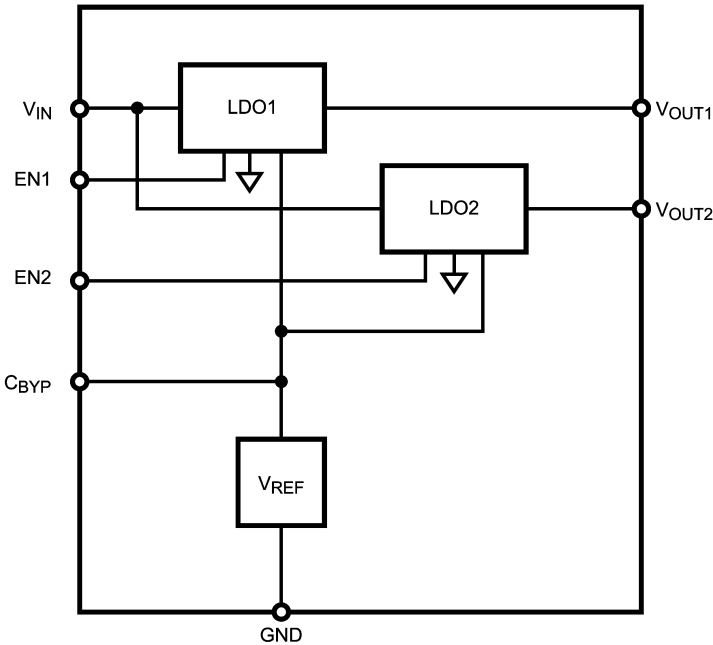 LDO1
VIN
VOUT1
EN1
LDO2
VOUT2
EN2
CBYP
VREF
GND